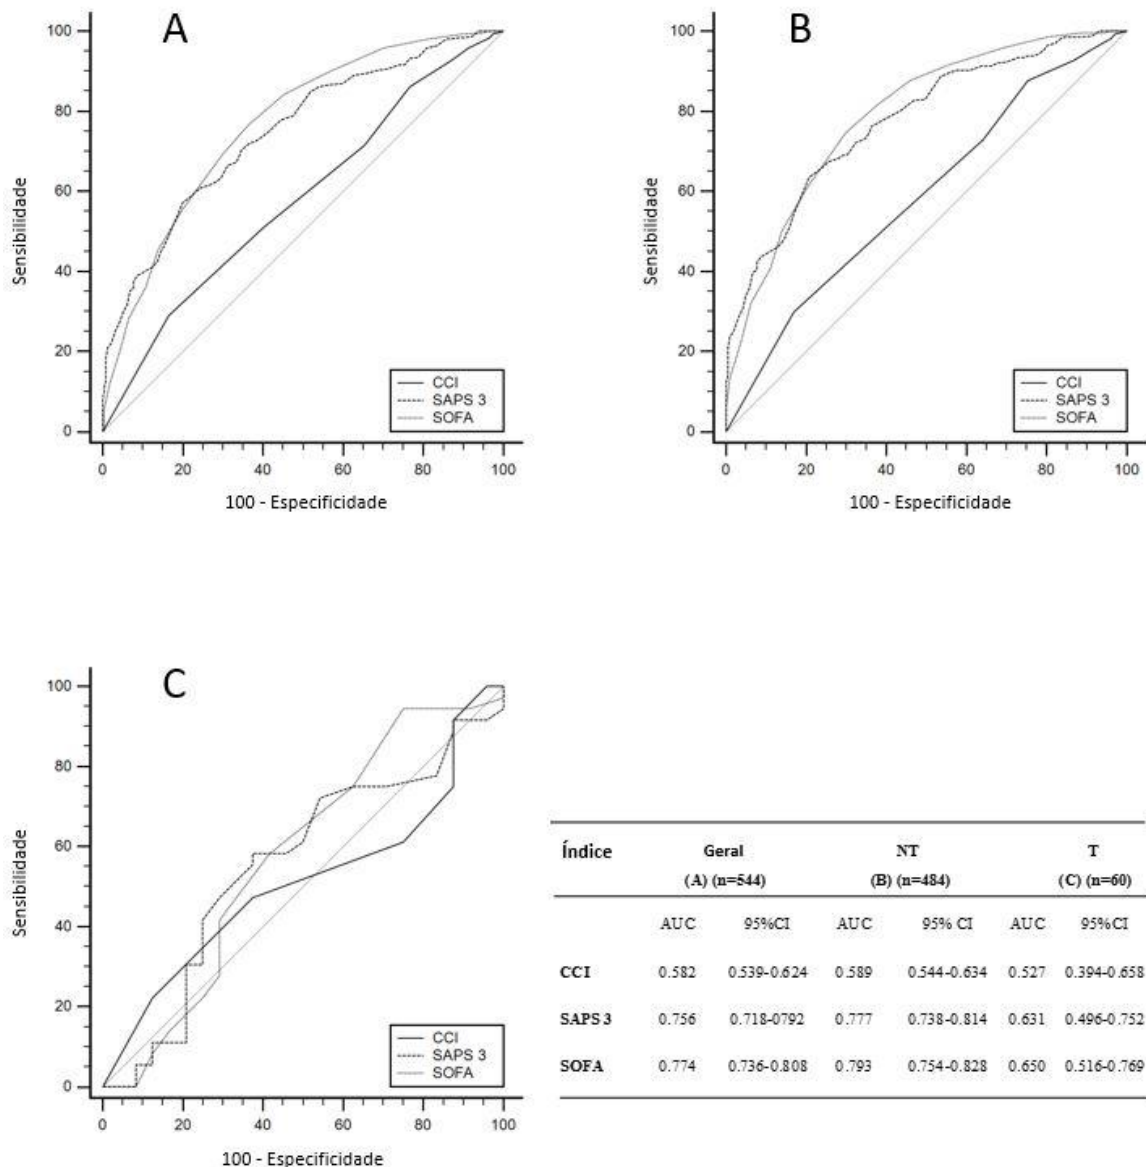 A
100
80
60
40
20
0
Sensibilidade
CCI
SAPS 3
SOFA
0 20 40 60 80 100
100 - Especificidade
B
100
80
60
40
20
0
Sensibilidade
CCI
SAPS 3
SOFA
0 20 40 60 80 100
100 - Especificidade
C
100
80
60
40
20
0
Sensibilidade
CCI
SAPS 3
SOFA
0 20 40 60 80 100
100 - Especificidade
Índice Geral NT T
(A) (n=544) (B) (n=484) (C) (n=60)
AUC 95%CI AUC 95% CI AUC 95%CI
CCI 0.582 0.539-0.624 0.589 0.544-0.634 0.527 0.394-0.658
SAPS 3 0.756 0.718-0792 0.777 0.738-0.814 0.631 0.496-0.752
SOFA 0.774 0.736-0.808 0.793 0.754-0.828 0.650 0.516-0.769